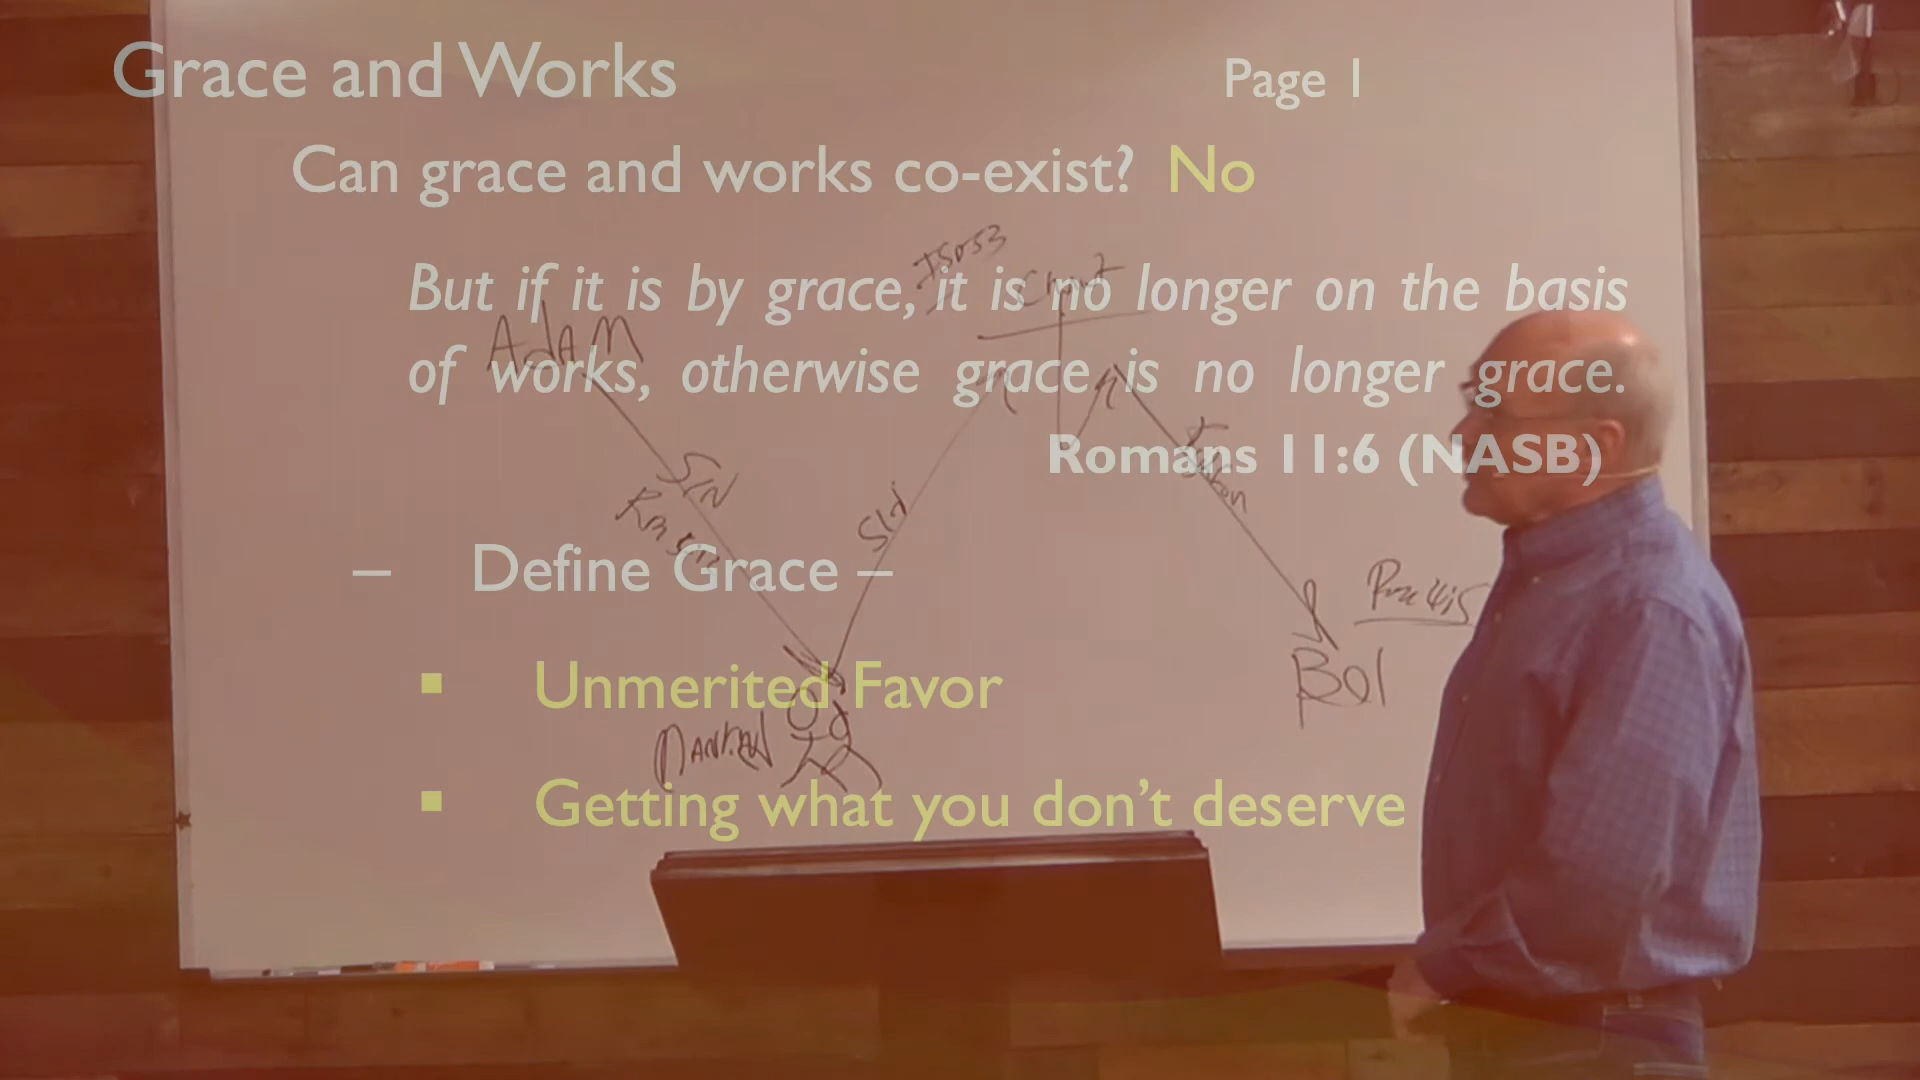 Grace and Works
Page 1
Can grace and works co-exist? No
But if it is by grace, it is no longer on the basis
of works, otherwise grace is no longer grace.
Romans 11:6 (NASB)
– Define Grace –
▪ Unmerited Favor
▪ Getting what you don't deserve
ADAM
SIN
SIN